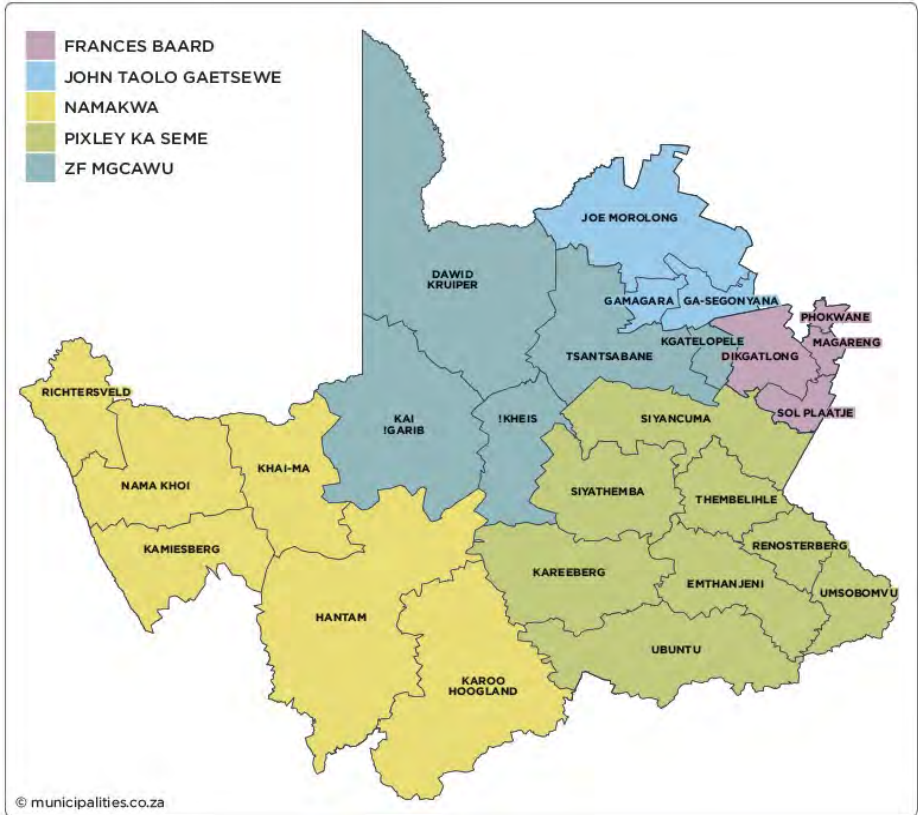 FRANCES BAARD
JOHN TAOLO GAETSEWE
NAMAKWA
PIXLEY KA SEME
ZF MGCAWU
JOE MOROLONG
DAWID
KRUIPER
GAMAGARA
GA-SEGONYANA
PHOKWANE
KGATELOPELE
MAGARENG
TSANTSABANE
DIKGATLONG
RICHTERSVELD
SOL PLAATJE
KAI
!GARIB
!KHEIS
SIYANCUMA
KHAI-MA
NAMA KHOI
SIYATHEMBA
THEMBELIHLE
KAMIESBERG
RENOSTERBERG
KAREEBERG
EMTHANJENI
UMSOBOMVU
HANTAM
UBUNTU
KAROO
HOOGLAND
© municipalities.co.za